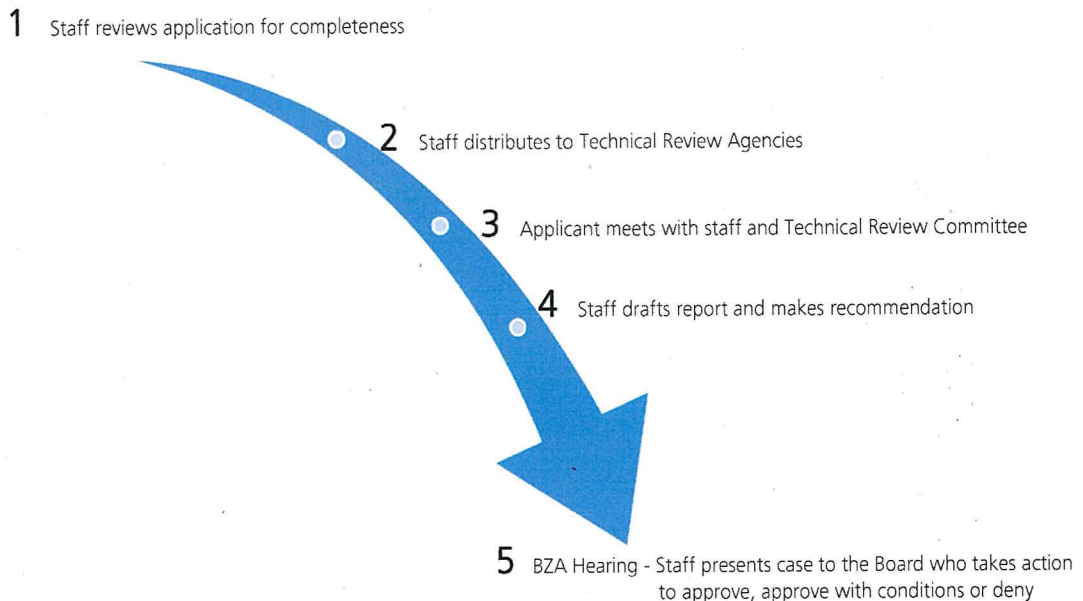 1 Staff reviews application for completeness
2 Staff distributes to Technical Review Agencies
3 Applicant meets with staff and Technical Review Committee
4 Staff drafts report and makes recommendation
5 BZA Hearing - Staff presents case to the Board who takes action
to approve, approve with conditions or deny